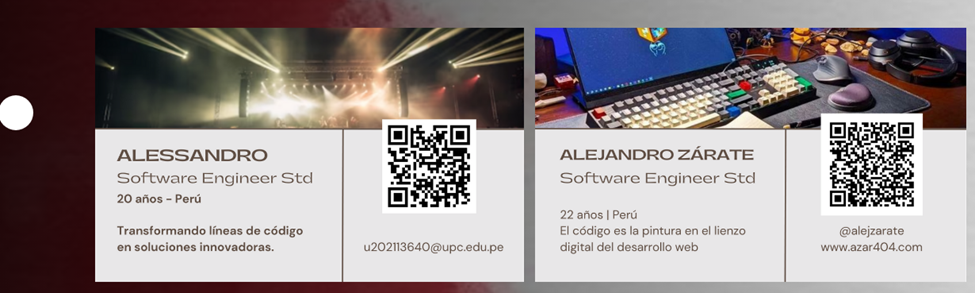 ALESSANDRO
Software Engineer Std
20 años - Perú
Transformando líneas de código
en soluciones innovadoras.
u202113640@upc.edu.pe
ALEJANDRO ZÁRATE
Software Engineer Std
22 años | Perú
El código es la pintura en el lienzo
digital del desarrollo web
@alejzarate
www.azar404.com